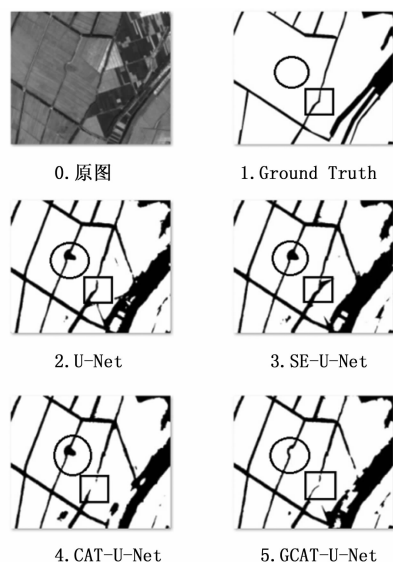 0.原图
1.Ground Truth
2.U-Net
3.SE-U-Net
4.CAT-U-Net
5.GCAT-U-Net